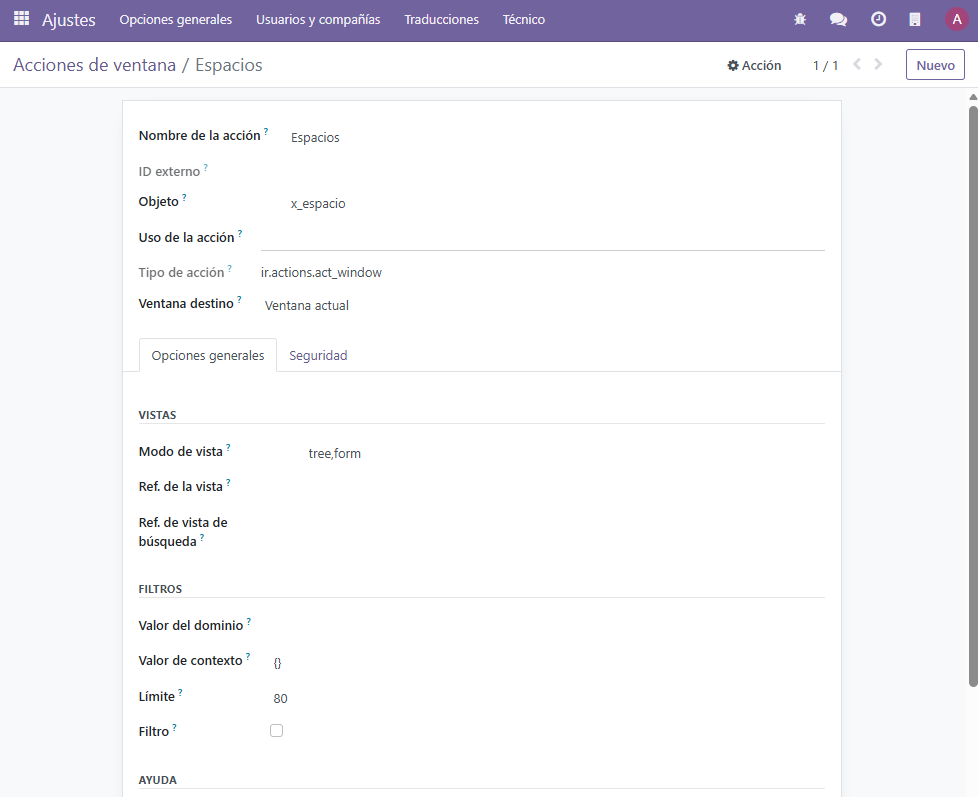 Ajustes Opciones generales Usuarios y compañías Traducciones Técnico A
Acciones de ventana / Espacios Acción 1 / 1 Nuevo
Nombre de la acción ? Espacios
ID externo ?
Objeto ? x_espacio
Uso de la acción ?
Tipo de acción ? ir.actions.act_window
Ventana destino ? Ventana actual
Opciones generales Seguridad
VISTAS
Modo de vista ? tree,form
Ref. de la vista ?
Ref. de vista de
búsqueda ?
FILTROS
Valor del dominio ?
Valor de contexto ? {}
Límite ? 80
Filtro ?
AYUDA